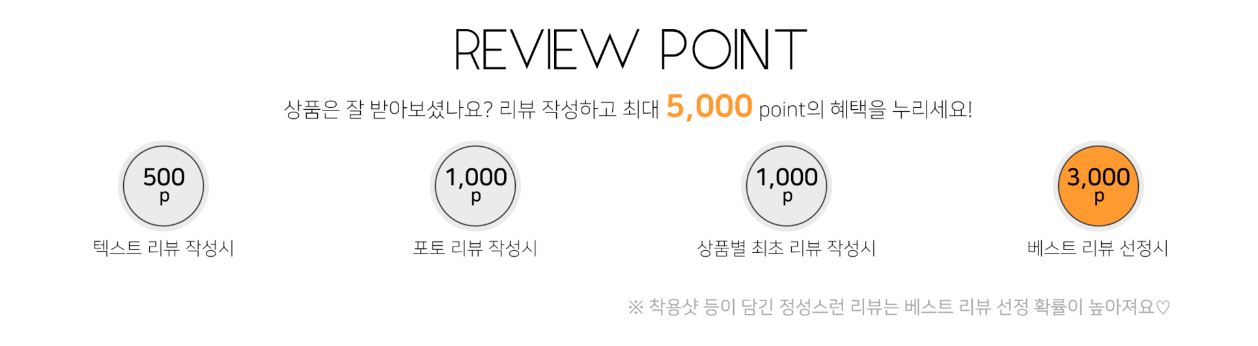 REVIEW POINT
상품은 잘 받아보셨나요? 리뷰 작성하고 최대 5,000 point의 혜택을 누리세요!
500
p
텍스트 리뷰 작성시
1,000
p
포토 리뷰 작성시
1,000
p
상품별 최초 리뷰 작성시
3,000
p
베스트 리뷰 선정시
※ 착용샷 등이 담긴 정성스런 리뷰는 베스트 리뷰 선정 확률이 높아져요♡